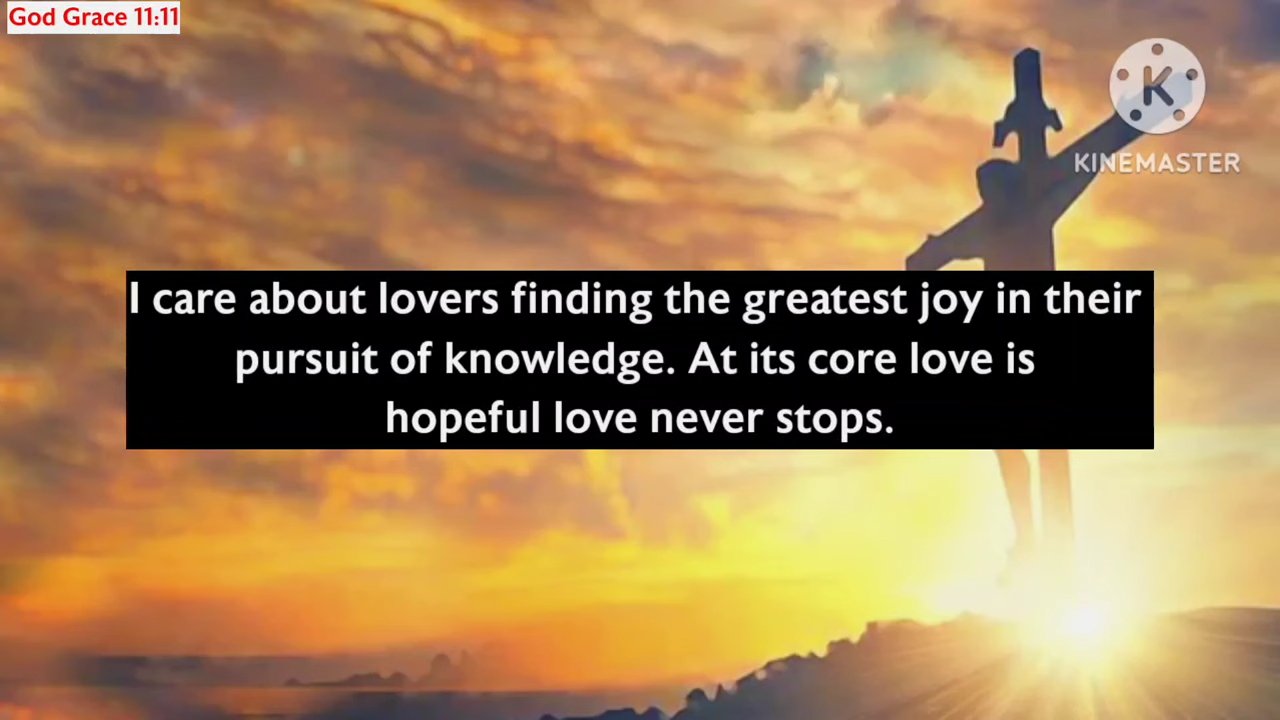 God Grace 11:11
K
KINEMASTER
I care about lovers finding the greatest joy in their
pursuit of knowledge. At its core love is
hopeful love never stops.